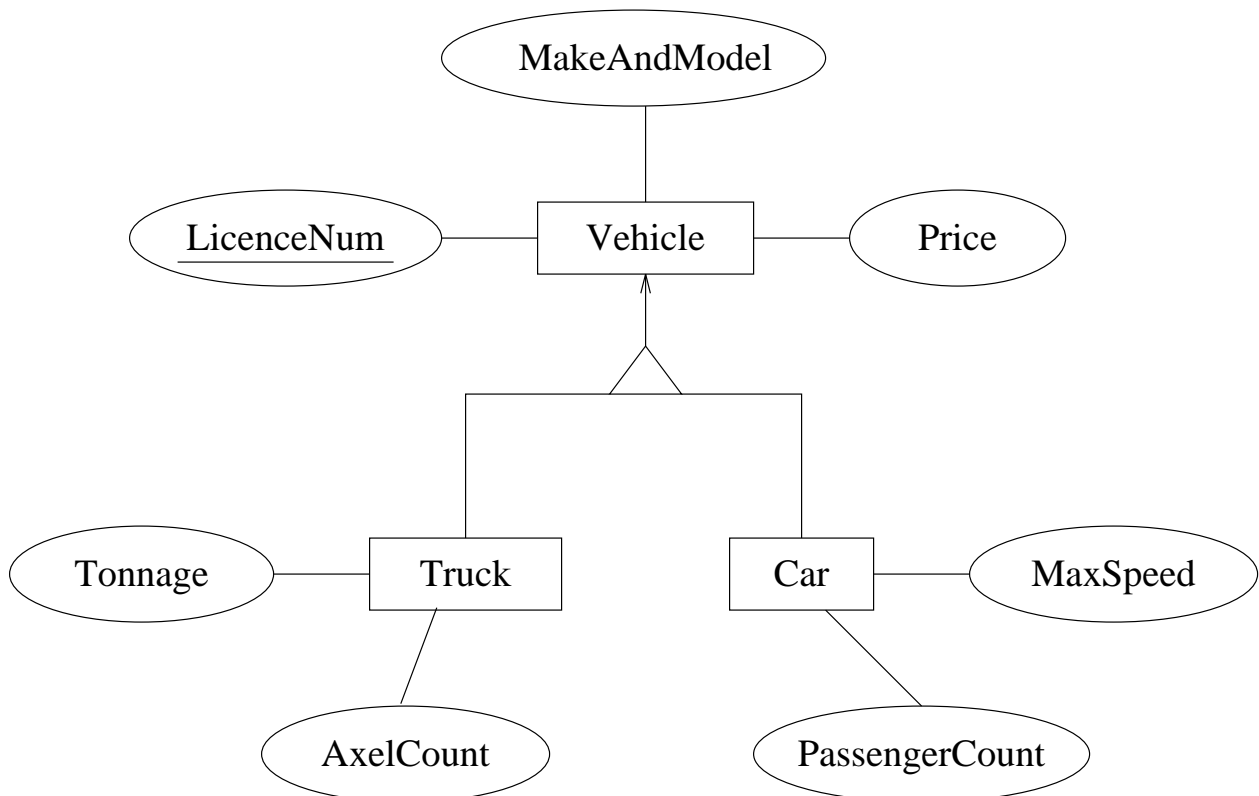 MakeAndModel
LicenceNum
Vehicle
Price
Tonnage
Truck
Car
MaxSpeed
AxelCount
PassengerCount